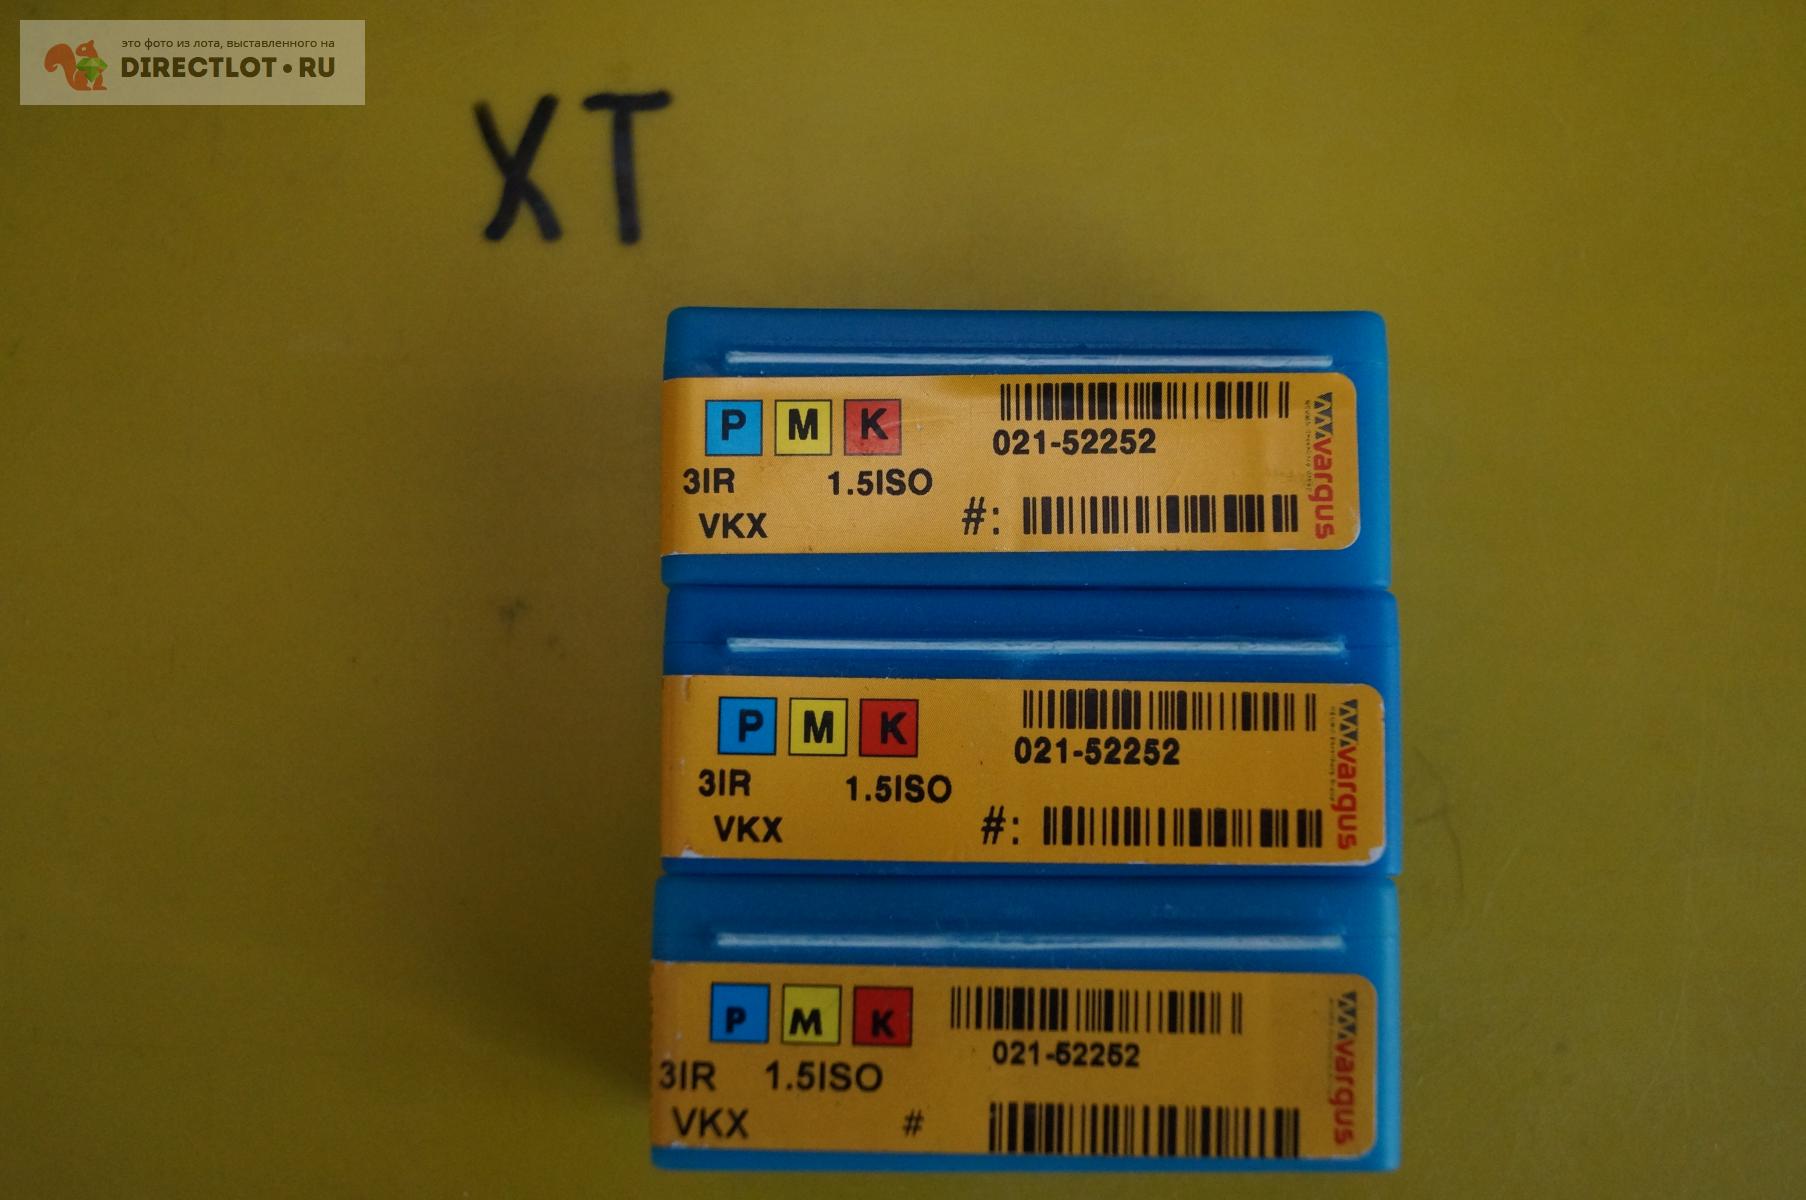 это фото из лота, выставленного на
DIRECTLOT•RU
XT
P M K
021-52252
3IR 1.5ISO
VKX #:
vargus
P M K
021-52252
3IR 1.5ISO
VKX #:
vargus
P M K
021-52252
3IR 1.5ISO
VKX #
vargus